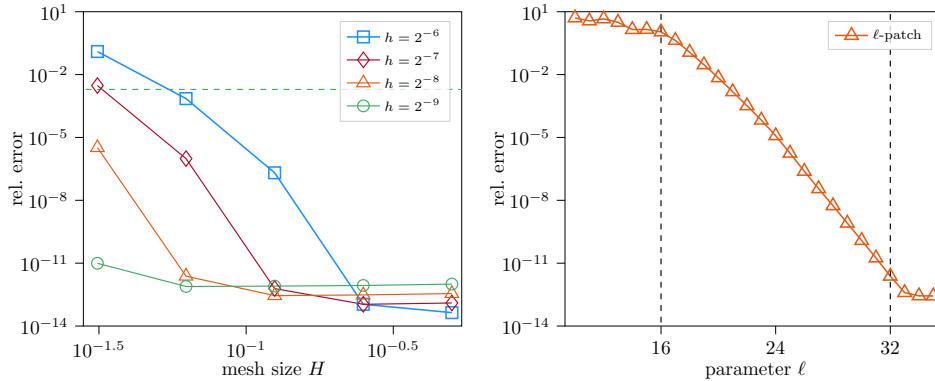 10^1
10^−2
10^−5
10^−8
10^−11
10^−14
rel. error
h = 2^−6
h = 2^−7
h = 2^−8
h = 2^−9
10^−1.5
10^−1
10^−0.5
mesh size H
10^1
10^−2
10^−5
10^−8
10^−11
10^−14
rel. error
ℓ-patch
16
24
32
parameter ℓ